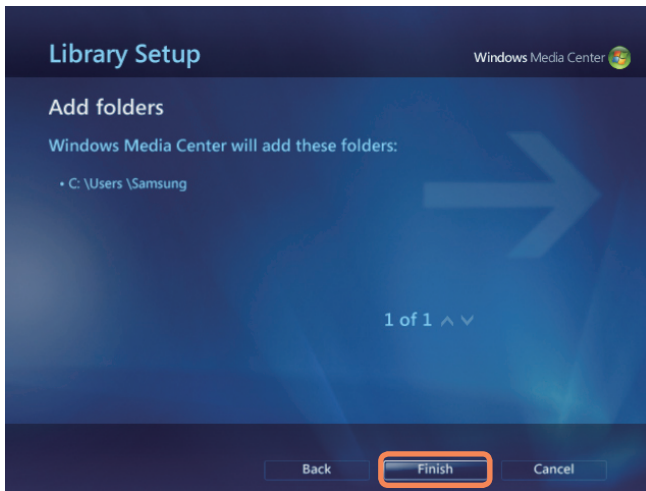 Library Setup
Windows Media Center
Add folders
Windows Media Center will add these folders:
• C: \Users \Samsung
1 of 1
Back Finish Cancel